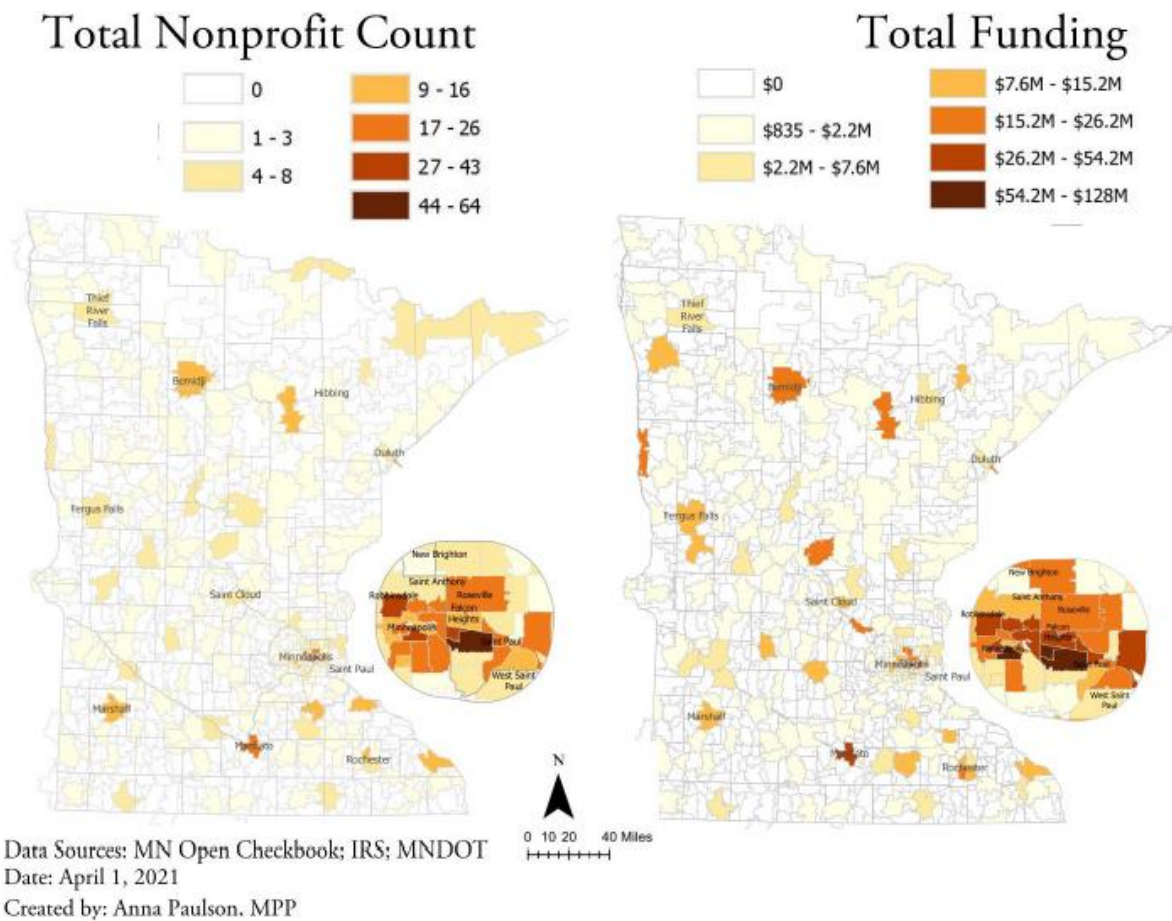 Total Nonprofit Count
0
1 - 3
4 - 8
9 - 16
17 - 26
27 - 43
44 - 64
Thief
River
Falls
Bemidji
Hibbing
Duluth
Fergus Falls
Saint Cloud
Minneapolis
Saint Paul
Marshall
Mankato
Rochester
New Brighton
Saint Anthony
Robbinsdale
Roseville
Falcon
Heights
Minneapolis
Saint Paul
West Saint
Paul
Total Funding
$0
$835 - $2.2M
$2.2M - $7.6M
$7.6M - $15.2M
$15.2M - $26.2M
$26.2M - $54.2M
$54.2M - $128M
Thief
River
Falls
Bemidji
Hibbing
Duluth
Fergus Falls
Saint Cloud
Minneapolis
Saint Paul
Marshall
Mankato
Rochester
New Brighton
Saint Anthony
Robbinsdale
Roseville
Falcon
Heights
Minneapolis
Saint Paul
West Saint
Paul
N
0 10 20 40 Miles
Data Sources: MN Open Checkbook; IRS; MNDOT
Date: April 1, 2021
Created by: Anna Paulson, MPP